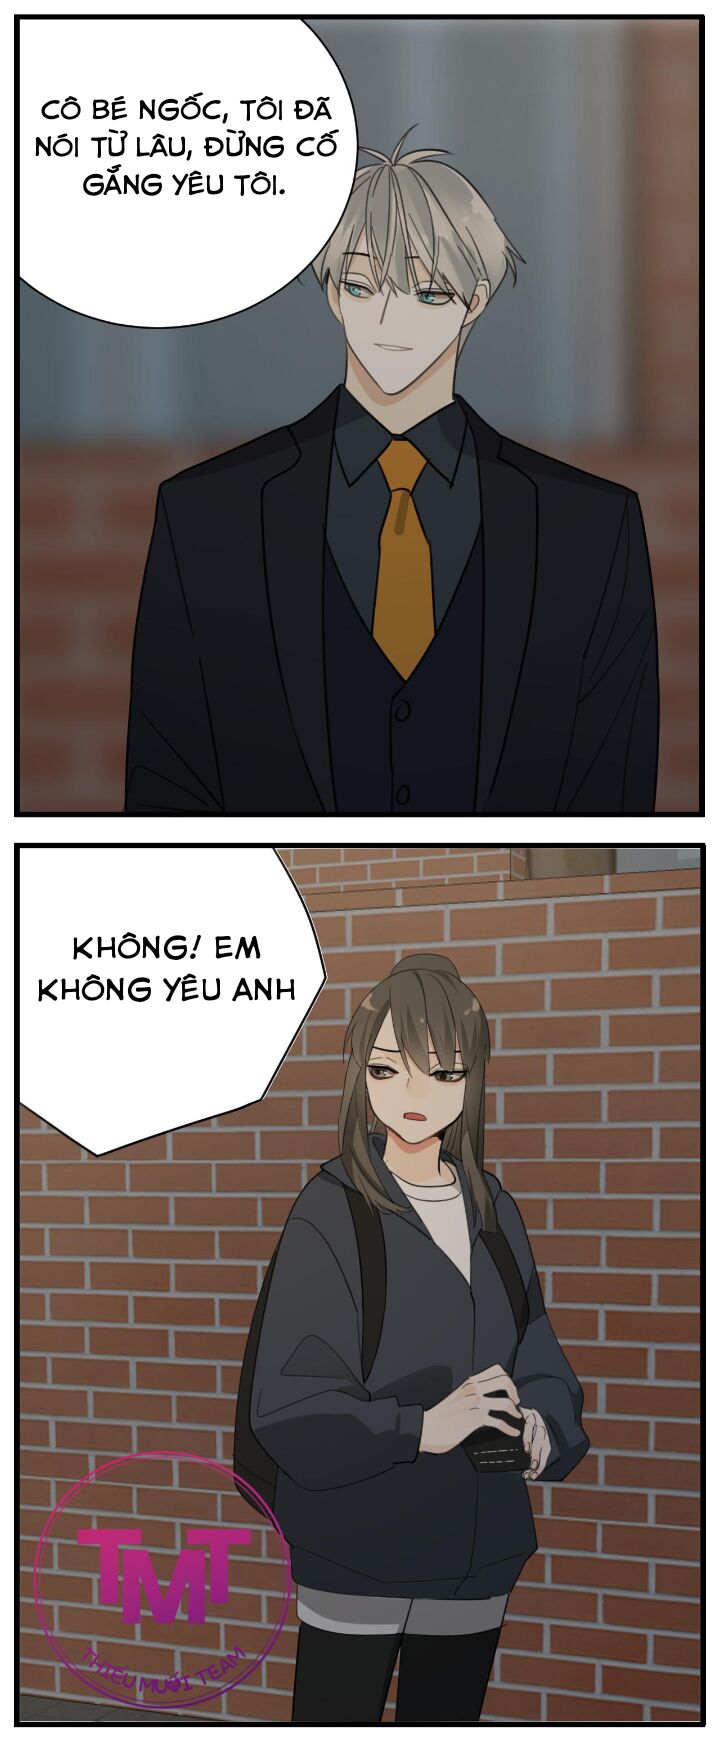 CÔ BÉ NGỐC, TÔI ĐÃ
NÓI TỪ LÂU, ĐỪNG CỐ
GẮNG YÊU TÔI.
KHÔNG! EM
KHÔNG YÊU ANH
TMT
THIẾU MUỐI TEAM